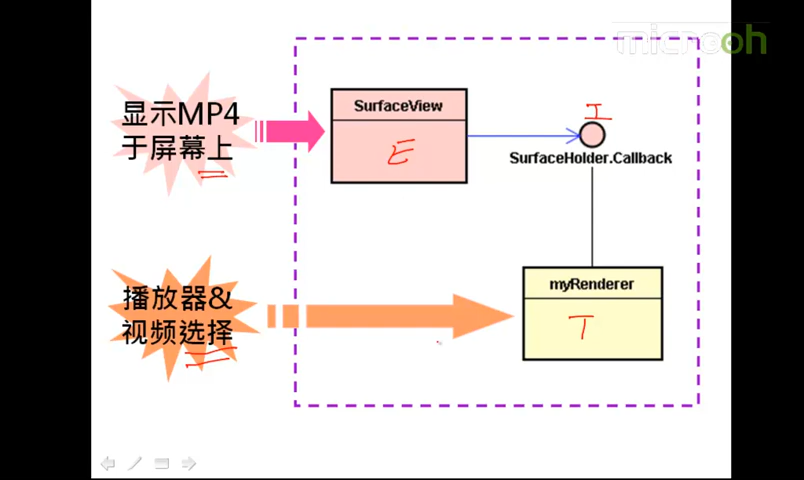 microoh
显示MP4
于屏幕上
SurfaceView
E
I
SurfaceHolder.Callback
播放器&
视频选择
myRenderer
T